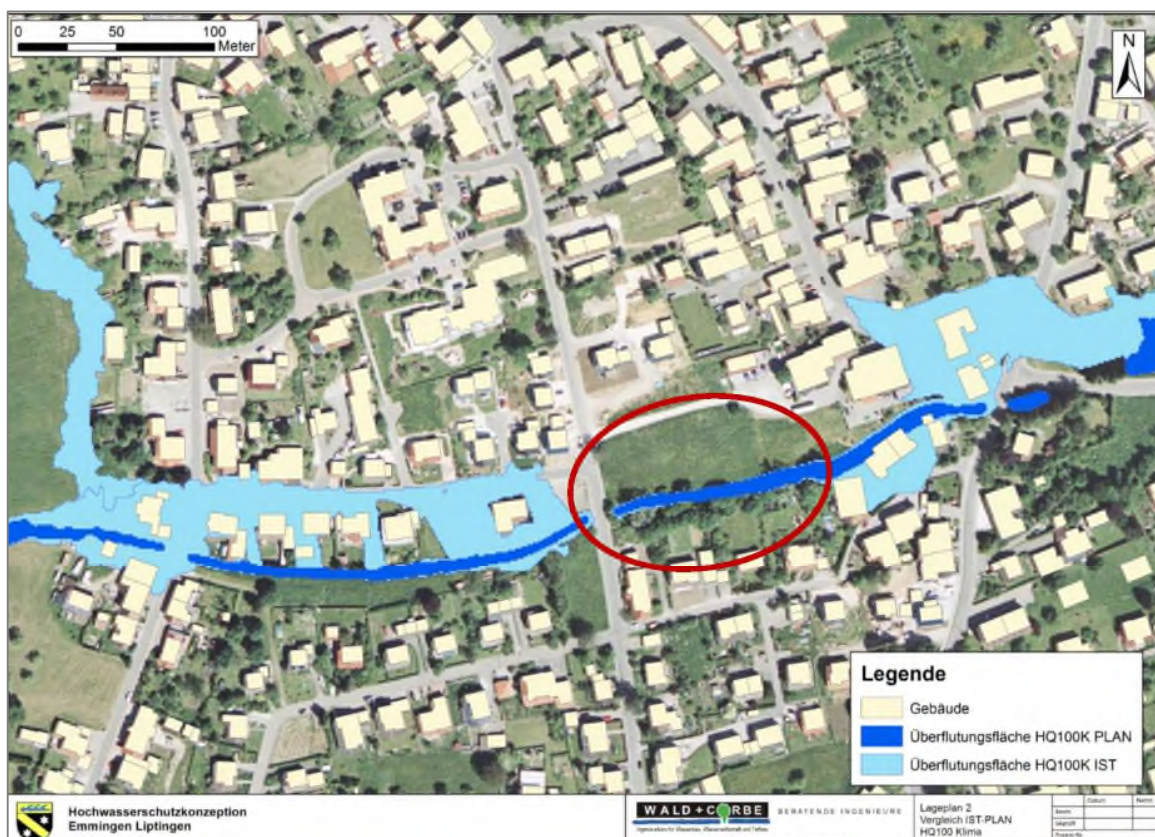 0 25 50 100
Meter
N
Legende
Gebäude
Überflutungsfläche HQ100K PLAN
Überflutungsfläche HQ100K IST
Hochwasserschutzkonzeption
Emmingen Liptingen
WALD+CORBE
BERATENDE INGENIEURE
Lageplan 2
Vergleich IST-PLAN
HQ100 Klima
Datum